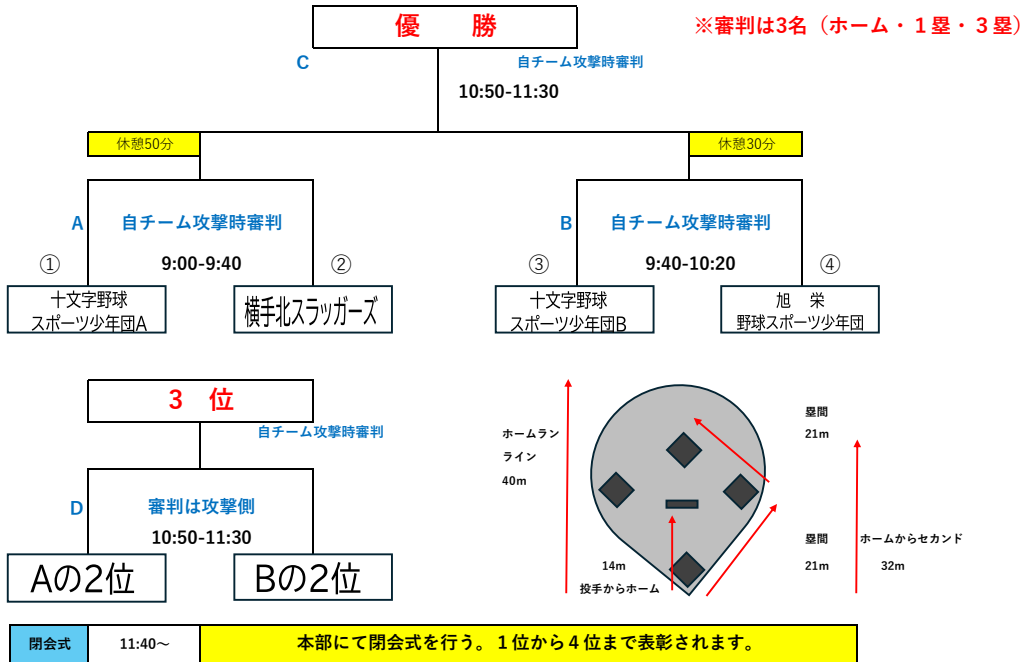 優　勝
※審判は3名（ホーム・１塁・３塁）
C
自チーム攻撃時審判
10:50-11:30
休憩50分
休憩30分
A
自チーム攻撃時審判
B
自チーム攻撃時審判
①
9:00-9:40
②
③
9:40-10:20
④
十文字野球
スポーツ少年団A
横手北スラッガーズ
十文字野球
スポーツ少年団B
旭　栄
野球スポーツ少年団
３　位
自チーム攻撃時審判
D
審判は攻撃側
10:50-11:30
Aの2位
Bの2位
ホームラン
ライン
40m
塁間
21m
塁間
21m
ホームからセカンド
32m
14m
投手からホーム
閉会式
11:40～
本部にて閉会式を行う。１位から４位まで表彰されます。